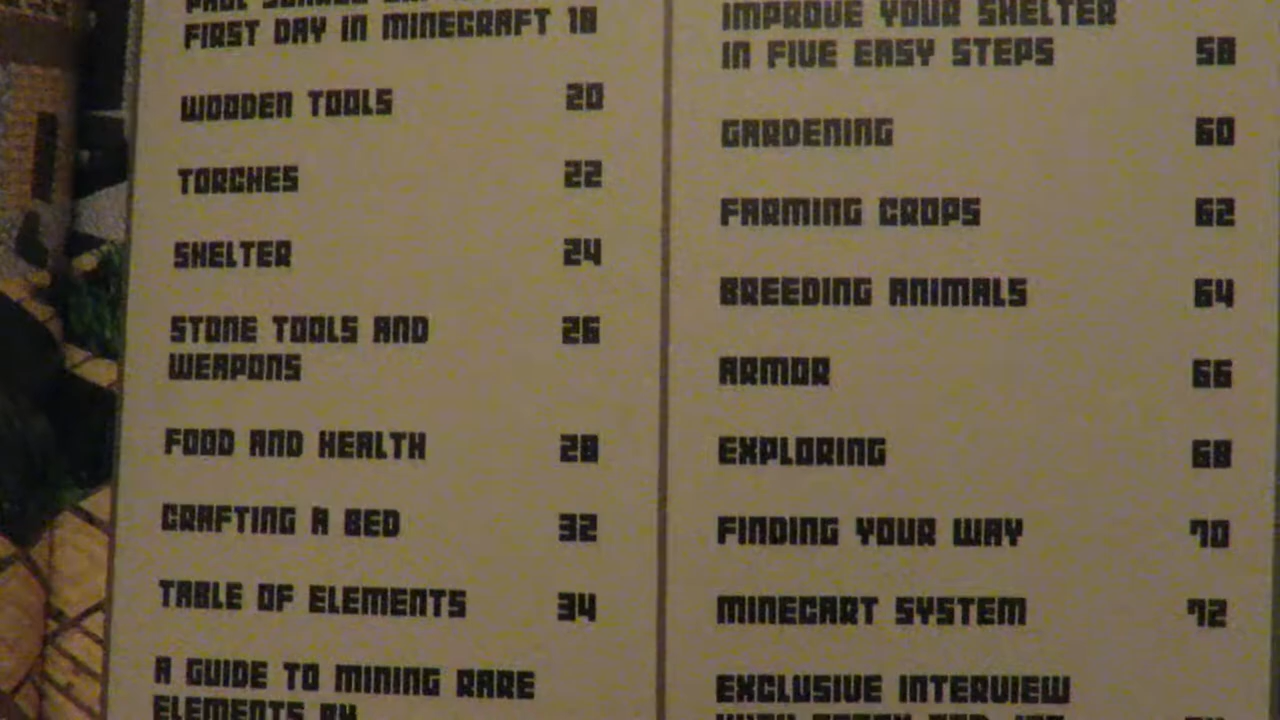 FIRST DAY IN MINECRAFT 18
WOODEN TOOLS 20
TORCHES 22
SHELTER 24
STONE TOOLS AND 26
WEAPONS
FOOD AND HEALTH 28
CRAFTING A BED 32
TABLE OF ELEMENTS 34
A GUIDE TO MINING RARE
ELEMENTS BY
IMPROVE YOUR SHELTER
IN FIVE EASY STEPS 58
GARDENING 60
FARMING CROPS 62
BREEDING ANIMALS 64
ARMOR 66
EXPLORING 68
FINDING YOUR WAY 70
MINECART SYSTEM 72
EXCLUSIVE INTERVIEW